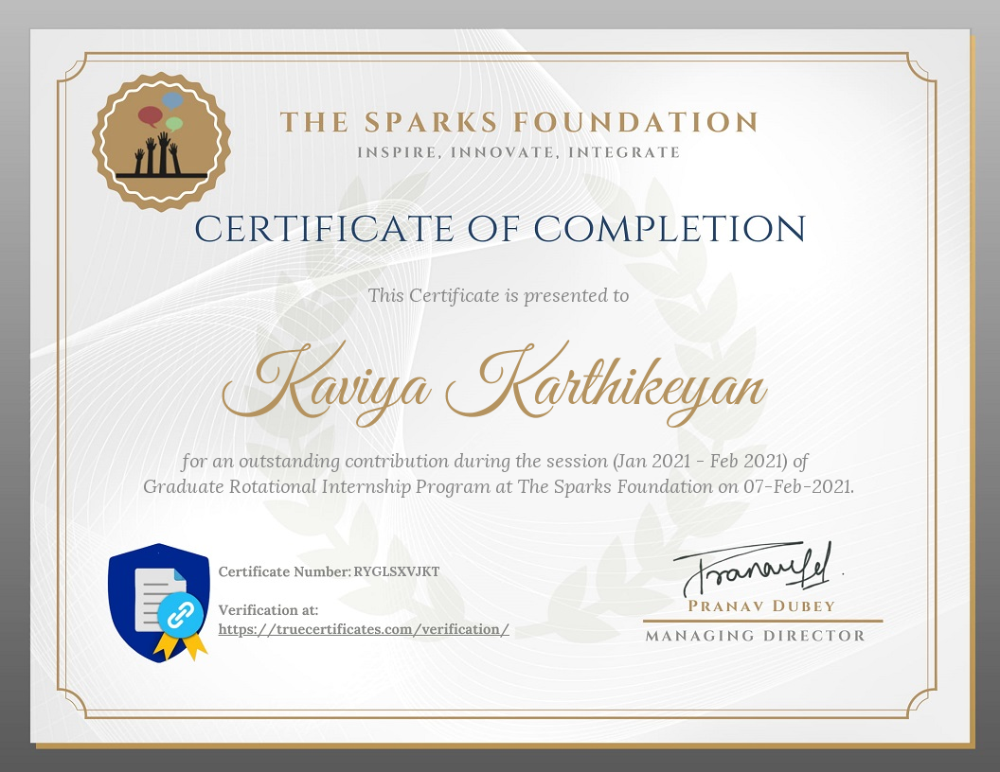 THE SPARKS FOUNDATION
INSPIRE, INNOVATE, INTEGRATE
CERTIFICATE OF COMPLETION
This Certificate is presented to
Kaviya Karthikeyan
for an outstanding contribution during the session (Jan 2021 - Feb 2021) of
Graduate Rotational Internship Program at The Sparks Foundation on 07-Feb-2021.
Certificate Number: RYGLSXVJKT
Verification at:
https://truecertificates.com/verification/
PRANAV DUBEY
MANAGING DIRECTOR